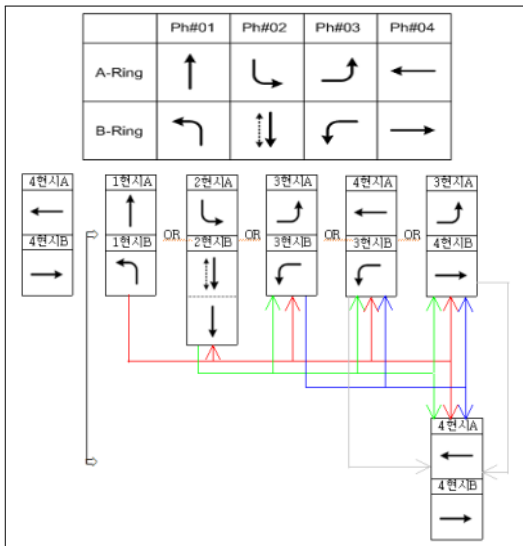 Ph#01 Ph#02 Ph#03 Ph#04
A-Ring
B-Ring
4현시A 1현시A 2현시A 3현시A 4현시A 3현시A
OR OR OR OR
4현시B 1현시B 2현시B 3현시B 3현시B 4현시B
4현시A
4현시B